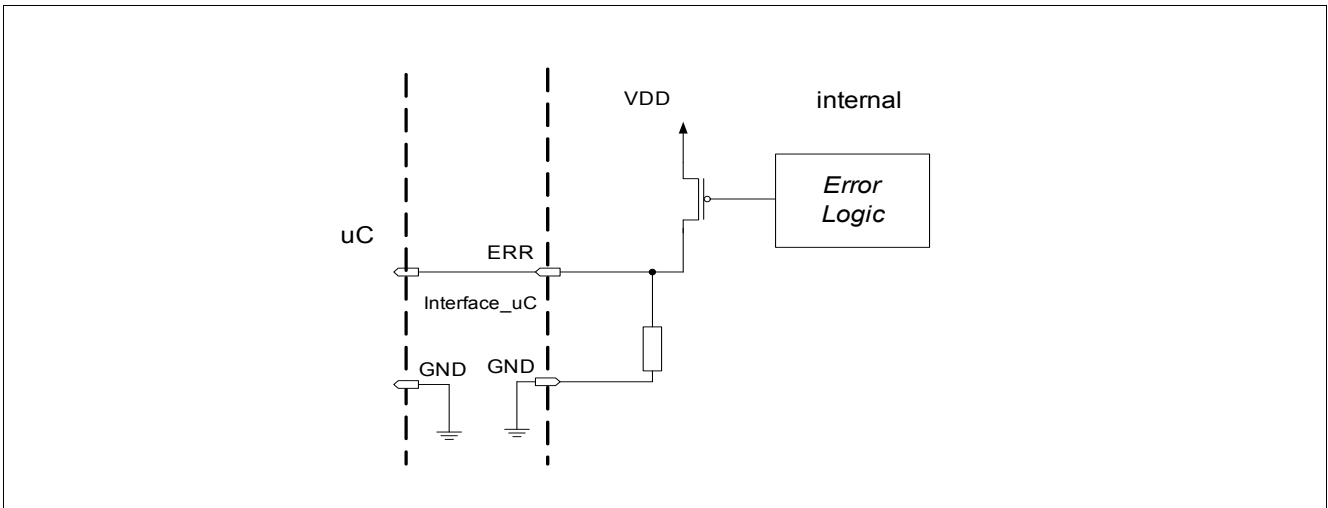 VDD
internal
Error
Logic
uC
ERR
Interface_uC
GND
GND